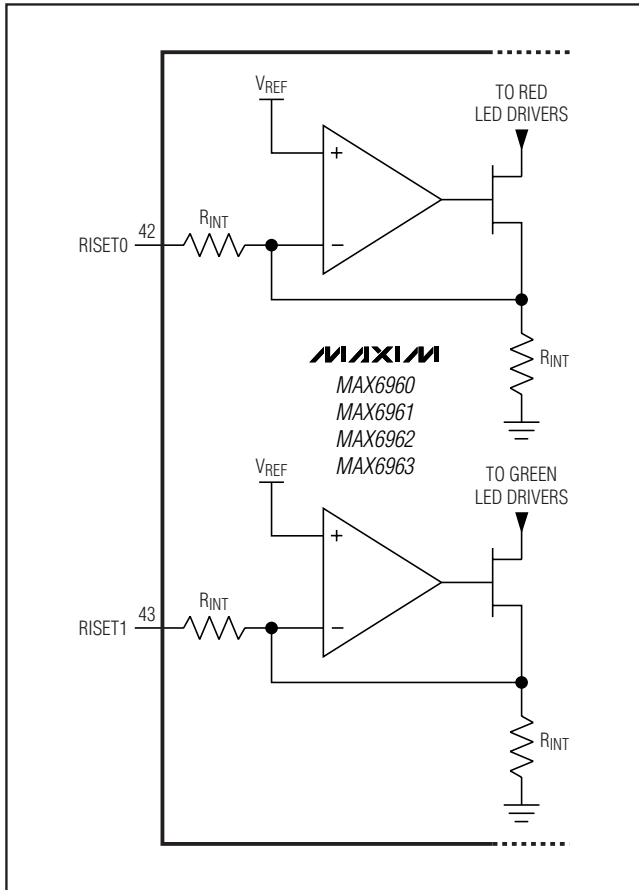 VREF
TO RED
LED DRIVERS
+
RINT
RISET0
42
−
RINT
MAXIM
MAX6960
MAX6961
MAX6962
MAX6963
VREF
TO GREEN
LED DRIVERS
+
RINT
RISET1
43
−
RINT